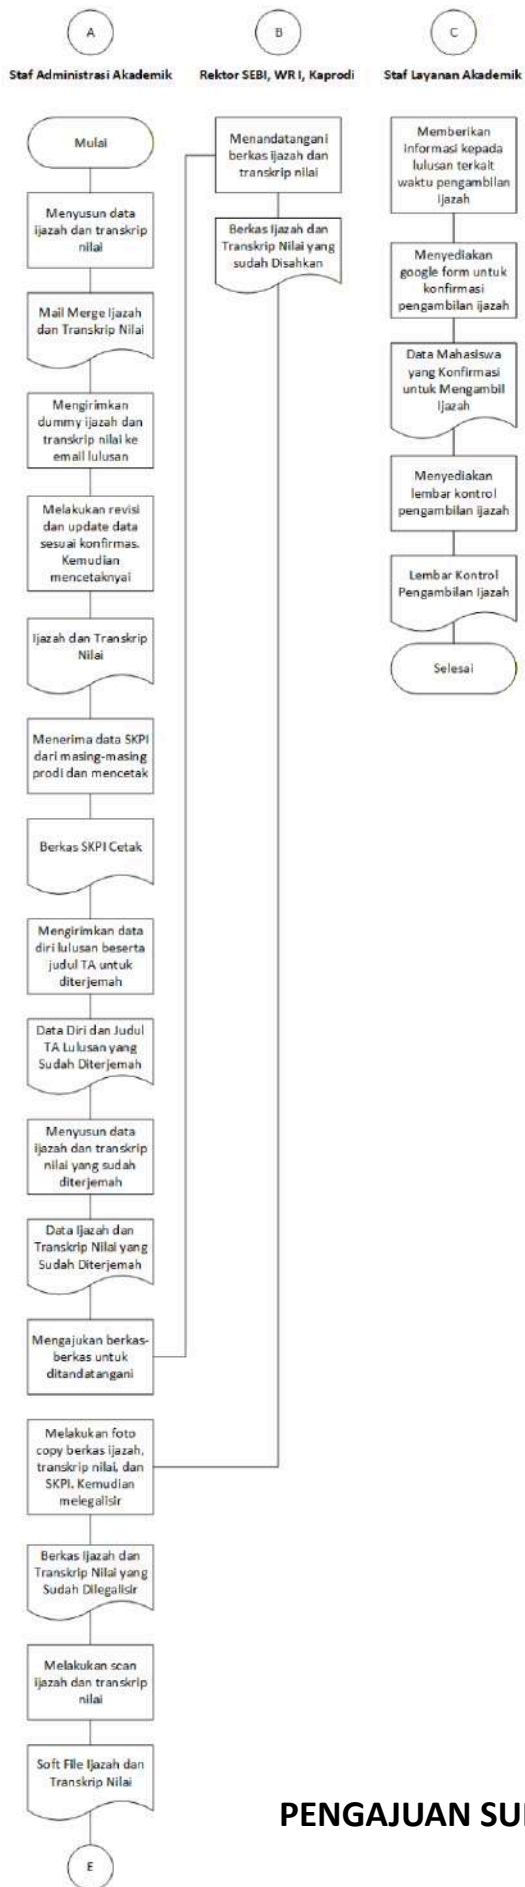 A
Staf Administrasi Akademik
Mulai
Menyusun data
ijazah dan transkrip
nilai
Mail Merge Ijazah
dan Transkrip Nilai
Mengirimkan
dummy ijazah dan
transkrip nilai ke
email lulusan
Melakukan revisi
dan update data
sesuai konfirmas.
Kemudian
mencetaknyai
Ijazah dan Transkrip
Nilai
Menerima data SKPI
dari masing-masing
prodi dan mencetak
Berkas SKPI Cetak
Mengirimkan data
diri lulusan beserta
judul TA untuk
diterjemah
Data Diri dan Judul
TA Lulusan yang
Sudah Diterjemah
Menyusun data
ijazah dan transkrip
nilai yang sudah
diterjemah
Data Ijazah dan
Transkrip Nilai yang
Sudah Diterjemah
Mengajukan berkas-
berkas untuk
ditandatangani
Melakukan foto
copy berkas ijazah,
transkrip nilai, dan
SKPI. Kemudian
melegalisir
Berkas Ijazah dan
Transkrip Nilai yang
Sudah Dilegalisir
Melakukan scan
ijazah dan transkrip
nilai
Soft File Ijazah dan
Transkrip Nilai
E
B
Rektor SEBI, WR I, Kaprodi
Menandatangani
berkas ijazah dan
transkrip nilai
Berkas Ijazah dan
Transkrip Nilai yang
sudah Disahkan
C
Staf Layanan Akademik
Memberikan
informasi kepada
lulusan terkait
waktu pengambilan
ijazah
Menyediakan
google form untuk
konfirmasi
pengambilan ijazah
Data Mahasiswa
yang Konfirmasi
untuk Mengambil
Ijazah
Menyediakan
lembar kontrol
pengambilan ijazah
Lembar Kontrol
Pengambilan Ijazah
Selesai
PENGAJUAN